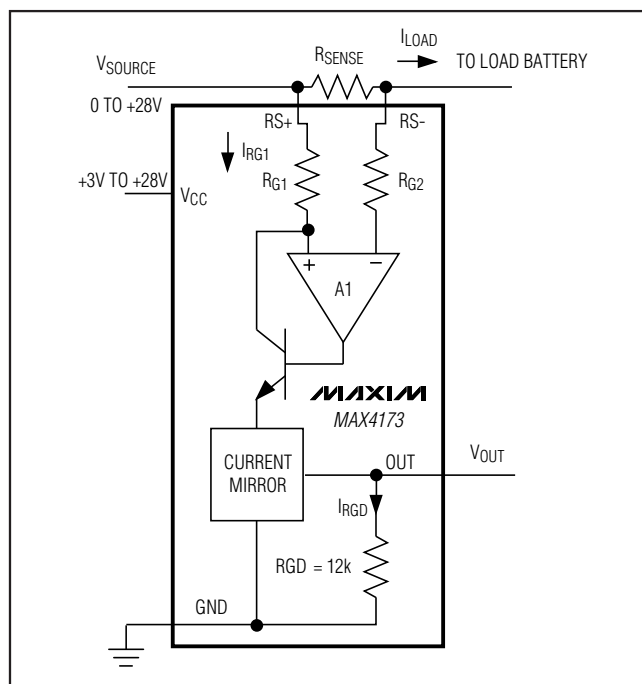 I_LOAD
R_SENSE
V_SOURCE
TO LOAD BATTERY
0 TO +28V
RS+
RS-
I_RG1
R_G1
R_G2
+3V TO +28V
V_CC
+
−
A1
MAXIM
MAX4173
CURRENT
MIRROR
OUT
V_OUT
I_RGD
RGD = 12k
GND